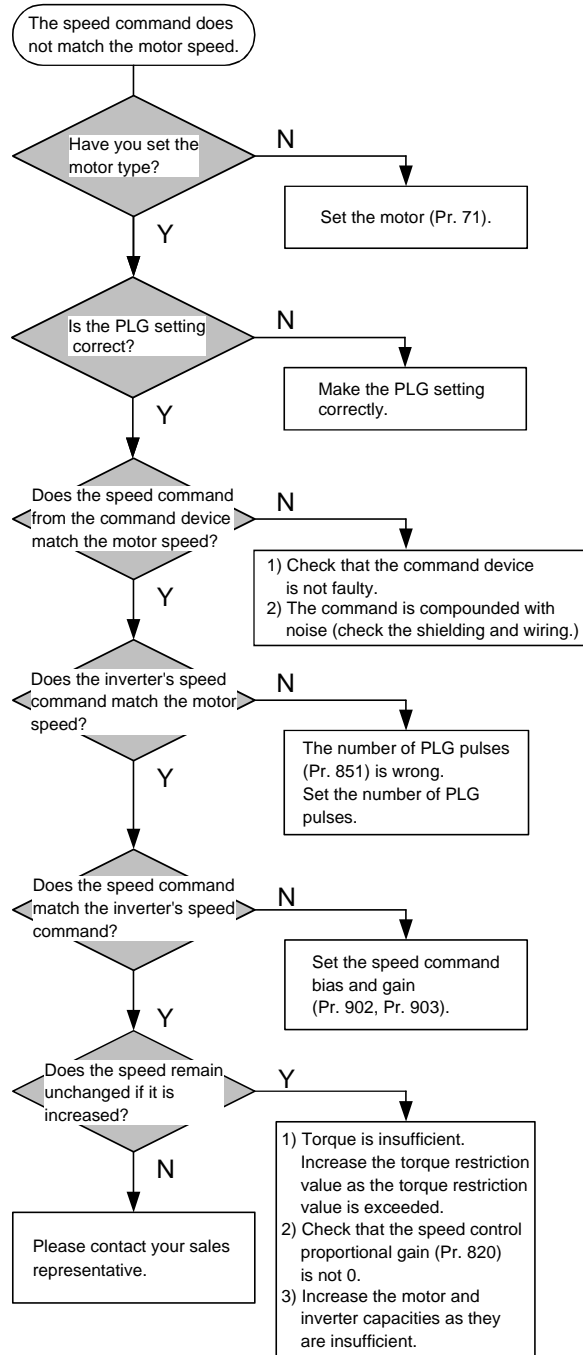 The speed command does
not match the motor speed.
Have you set the
motor type?
N
Set the motor (Pr. 71).
Y
Is the PLG setting
correct?
N
Make the PLG setting
correctly.
Y
Does the speed command
from the command device
match the motor speed?
N
1) Check that the command device
is not faulty.
2) The command is compounded with
noise (check the shielding and wiring.)
Y
Does the inverter's speed
command match the motor
speed?
N
The number of PLG pulses
(Pr. 851) is wrong.
Set the number of PLG
pulses.
Y
Does the speed command
match the inverter's speed
command?
N
Set the speed command
bias and gain
(Pr. 902, Pr. 903).
Y
Does the speed remain
unchanged if it is
increased?
Y
1) Torque is insufficient.
Increase the torque restriction
value as the torque restriction
value is exceeded.
2) Check that the speed control
proportional gain (Pr. 820)
is not 0.
3) Increase the motor and
inverter capacities as they
are insufficient.
N
Please contact your sales
representative.